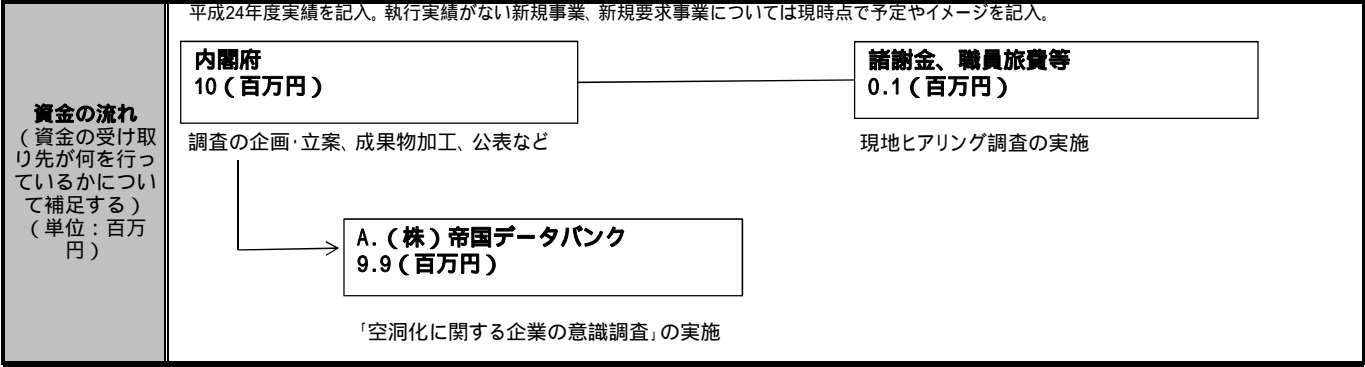 平成24年度実績を記入。執行実績がない新規事業、新規要求事業については現時点で予定やイメージを記入。
資金の流れ
(資金の受け取
り先が何を行っ
ているかについ
て補足する)
(単位:百万
円)
内閣府
10(百万円)
諸謝金、職員旅費等
0.1(百万円)
調査の企画・立案、成果物加工、公表など
現地ヒアリング調査の実施
A.(株)帝国データバンク
9.9(百万円)
「空洞化に関する企業の意識調査」の実施